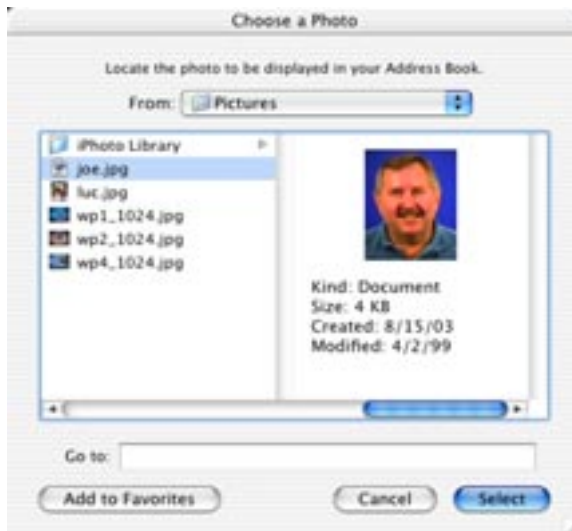 Choose a Photo
Locate the photo to be displayed in your Address Book.
From: Pictures
iPhoto Library
joe.jpg
luc.jpg
wp1_1024.jpg
wp2_1024.jpg
wp4_1024.jpg
Kind: Document
Size: 4 KB
Created: 8/15/03
Modified: 4/2/99
Go to:
Add to Favorites
Cancel
Select